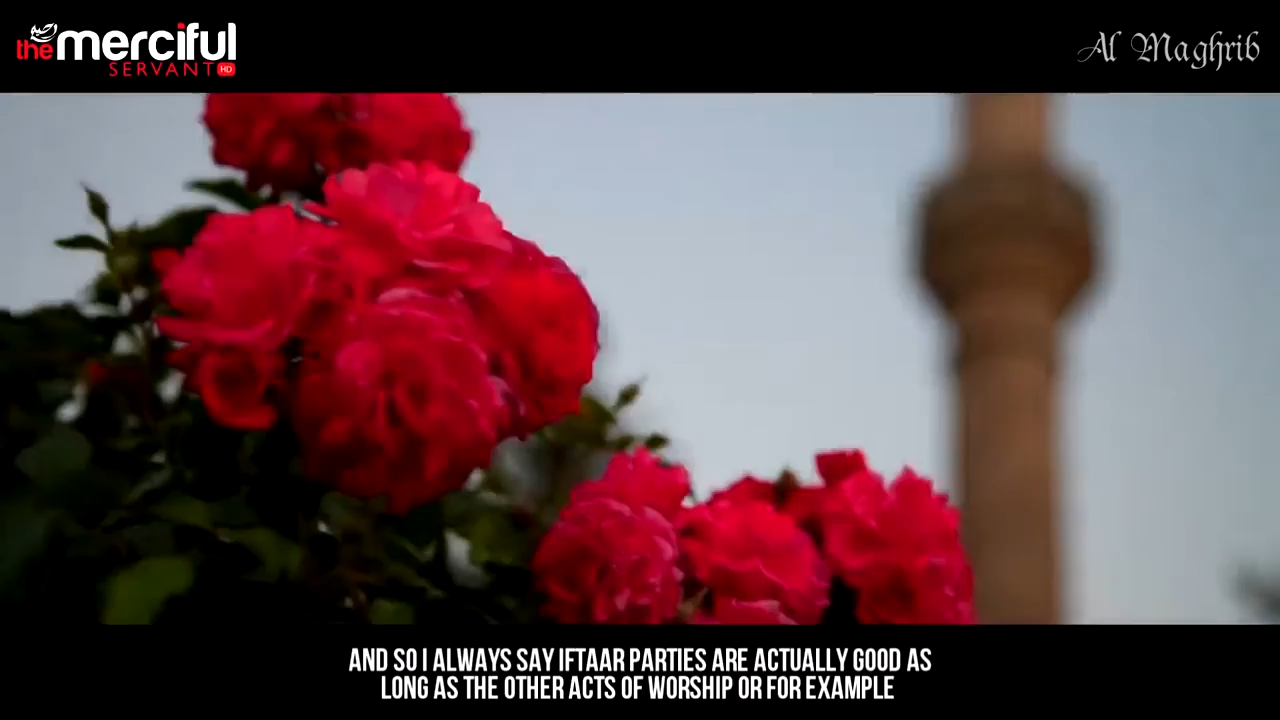 the merciful
SERVANT HD
Al Maghrib
AND SO I ALWAYS SAY IFTAAR PARTIES ARE ACTUALLY GOOD AS
LONG AS THE OTHER ACTS OF WORSHIP OR FOR EXAMPLE